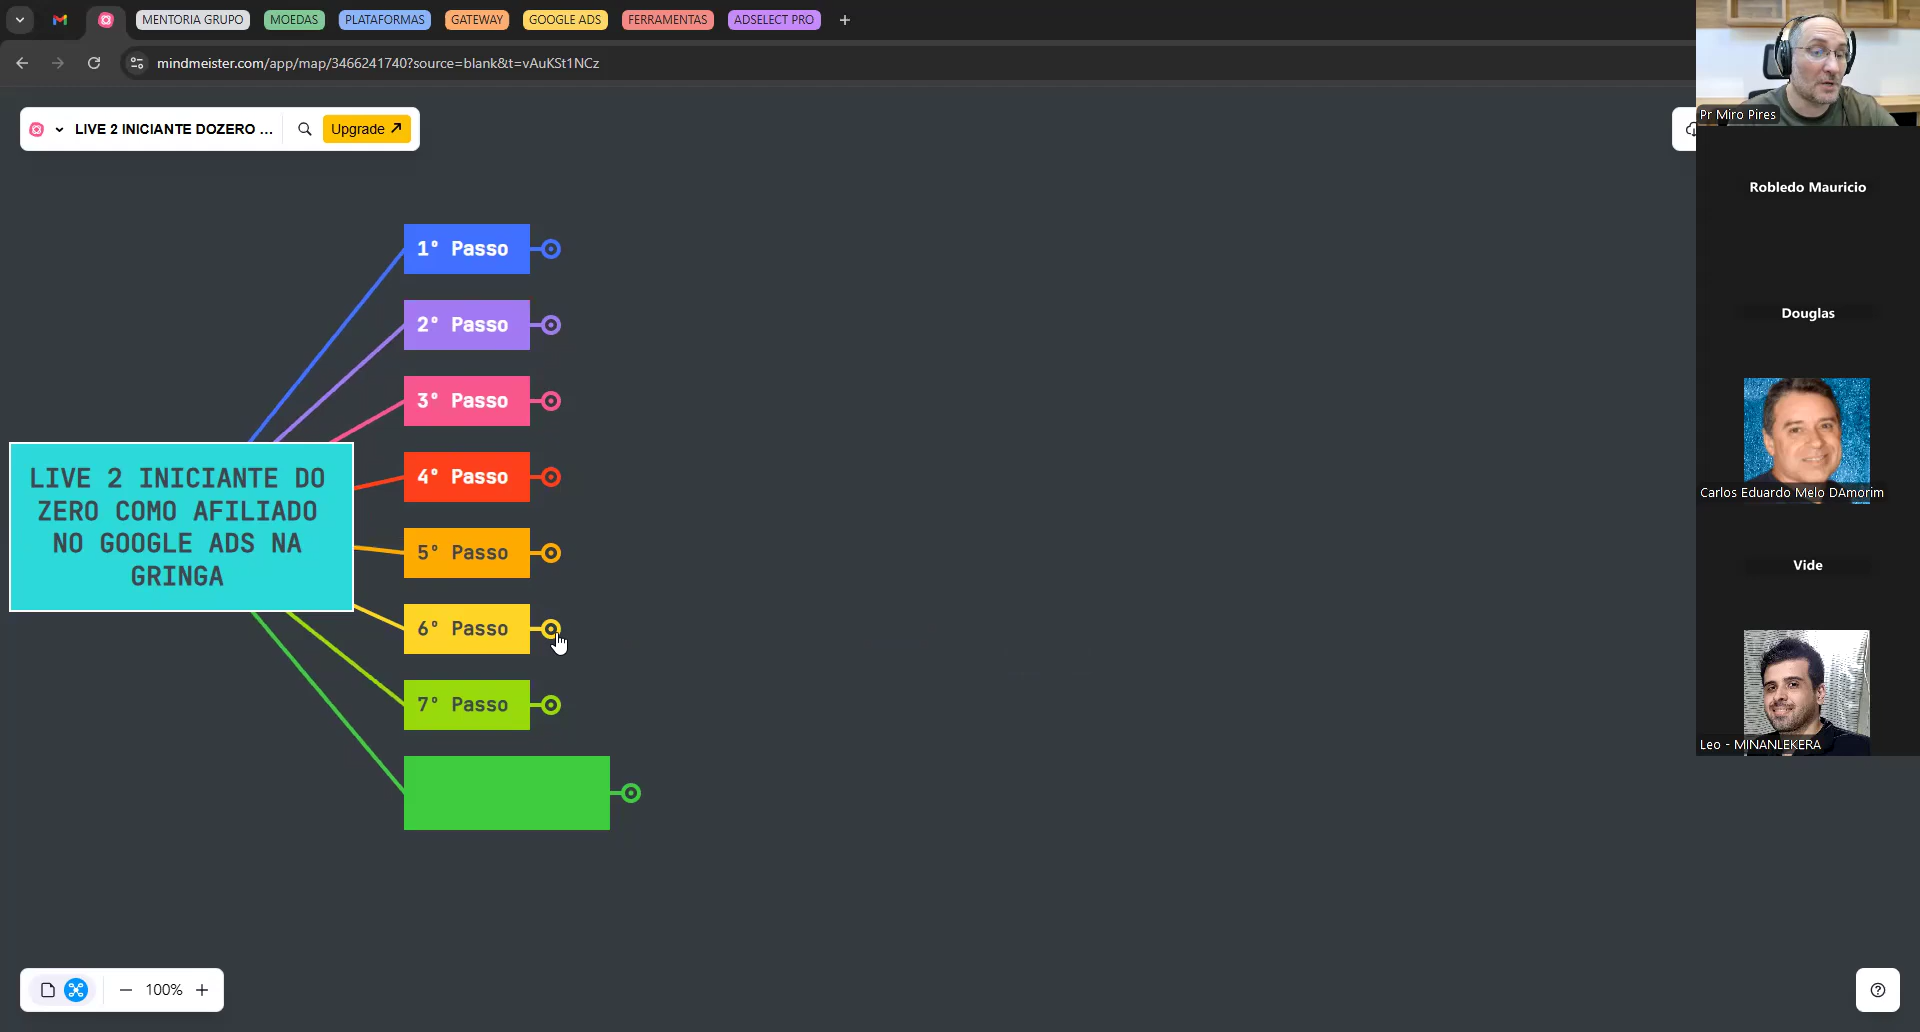 MENTORIA GRUPO
MOEDAS
PLATAFORMAS
GATEWAY
GOOGLE ADS
FERRAMENTAS
ADSELECT PRO
mindmeister.com/app/map/3466241740?source=blank&t=vAuKSt1NCz
LIVE 2 INICIANTE DOZERO ...
Upgrade
1° Passo
2° Passo
3° Passo
4° Passo
5° Passo
6° Passo
7° Passo
LIVE 2 INICIANTE DO
ZERO COMO AFILIADO
NO GOOGLE ADS NA
GRINGA
100%
Pr Miro Pires
Robledo Mauricio
Douglas
Carlos Eduardo Melo DAmorim
Vide
Leo - MINANLEKERA